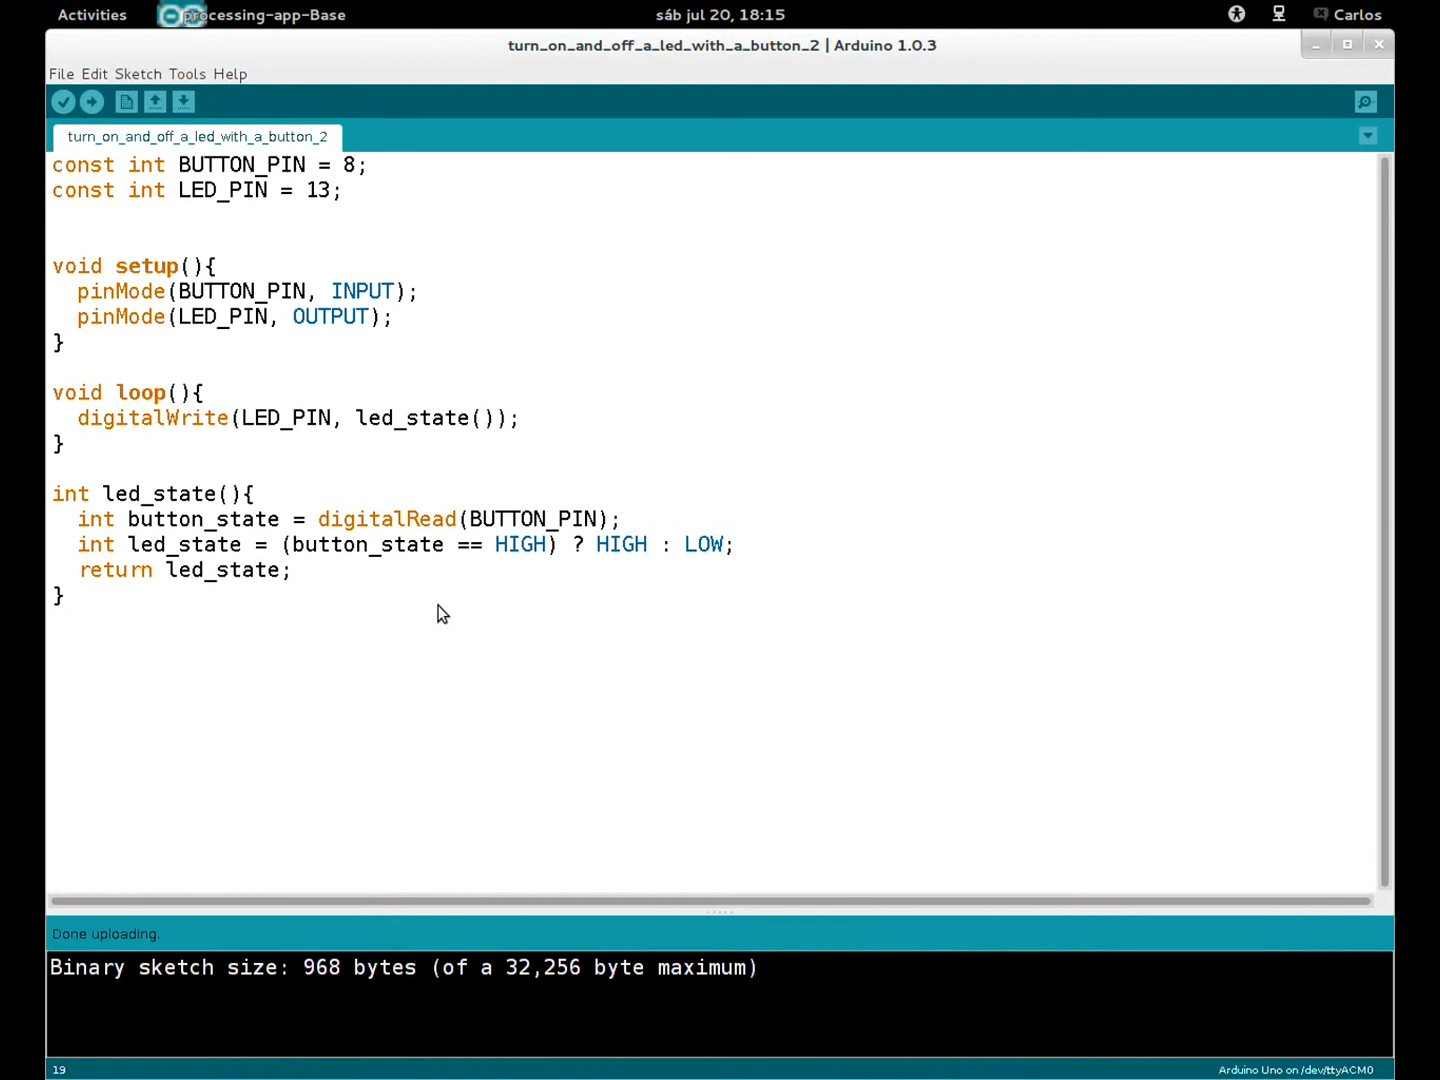 Activities processing-app-Base sáb jul 20, 18:15 Carlos
turn_on_and_off_a_led_with_a_button_2 | Arduino 1.0.3
File Edit Sketch Tools Help
turn_on_and_off_a_led_with_a_button_2
const int BUTTON_PIN = 8;
const int LED_PIN = 13;
void setup(){
  pinMode(BUTTON_PIN, INPUT);
  pinMode(LED_PIN, OUTPUT);
}
void loop(){
  digitalWrite(LED_PIN, led_state());
}
int led_state(){
  int button_state = digitalRead(BUTTON_PIN);
  int led_state = (button_state == HIGH) ? HIGH : LOW;
  return led_state;
}
Done uploading.
Binary sketch size: 968 bytes (of a 32,256 byte maximum)
19 Arduino Uno on /dev/ttyACM0